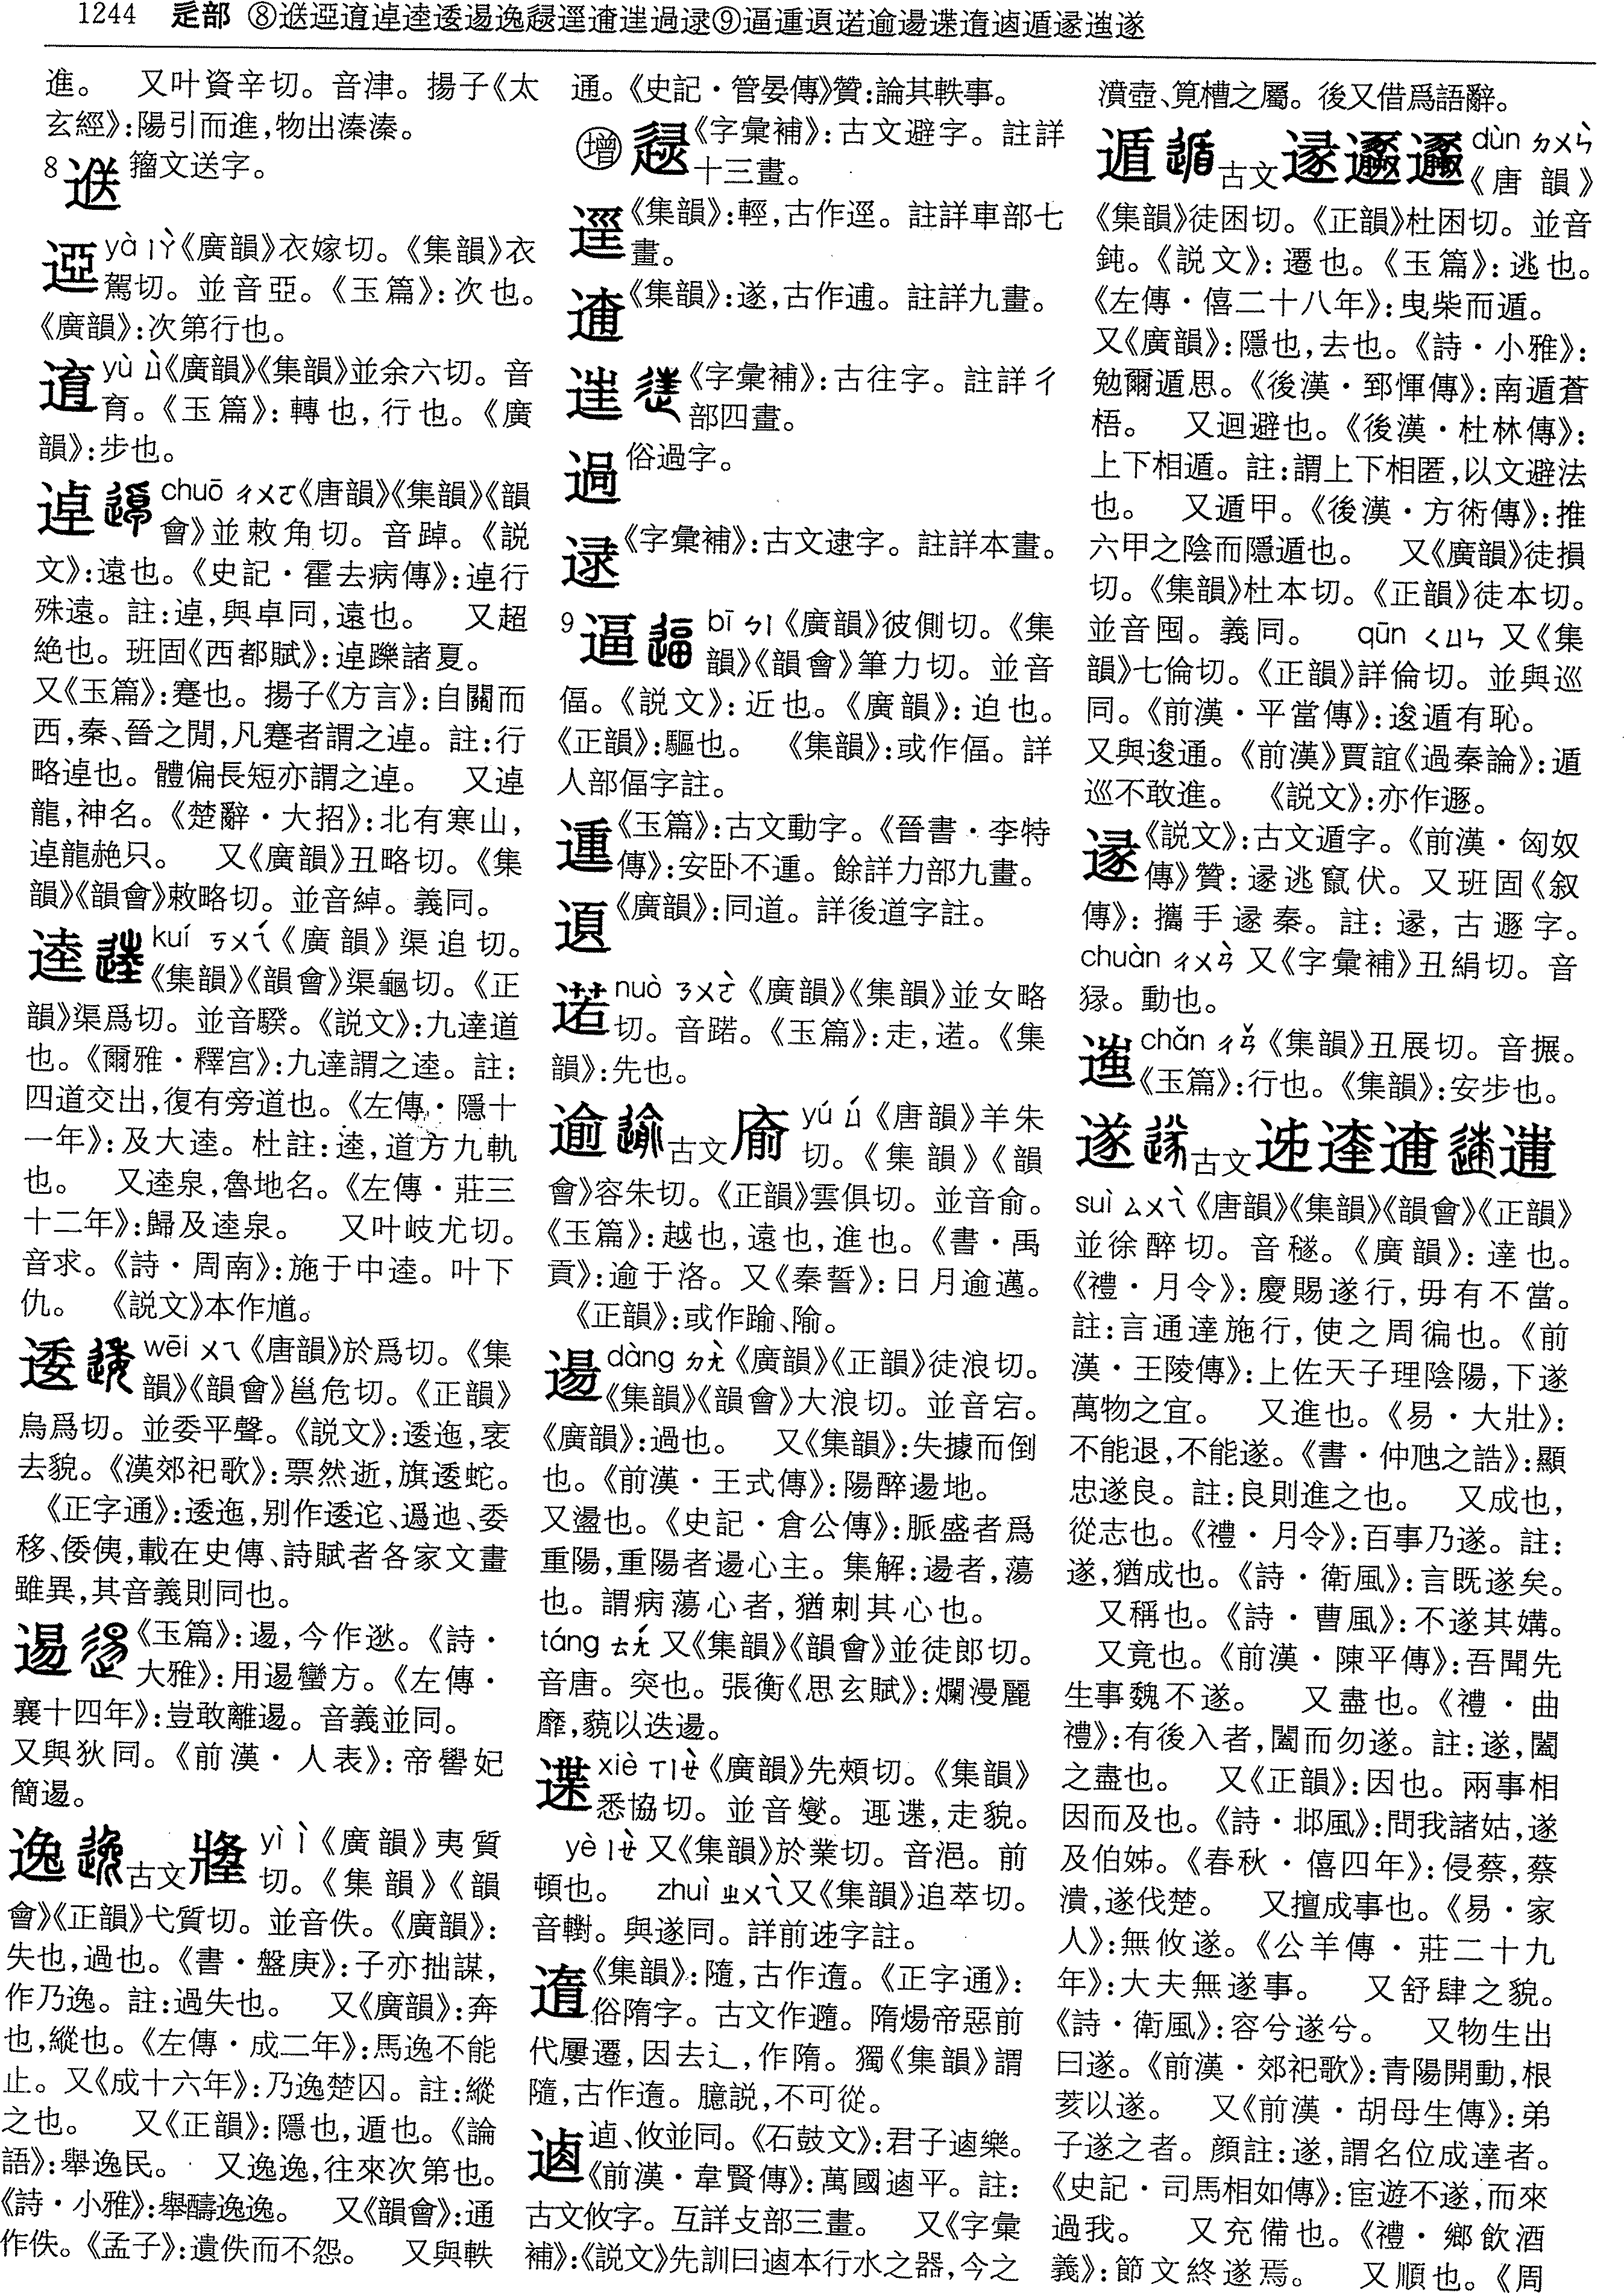 1244 辵部 ⑧送逗逳逴逵逶逷逸逯逕逋進過逯⑨逼運逎逽逾逿遀遁遂
進。 又叶資辛切。音津。揚子《太
玄經》:陽引而進,物出溱溱。
8 籀文送字。
yà ㄧㄚˋ《廣韻》衣嫁切。《集韻》衣
駕切。並音亞。《玉篇》:次也。
《廣韻》:次第行也。
逳 yù ㄩˋ《廣韻》《集韻》並余六切。音
育。《玉篇》:轉也,行也。《廣
韻》:步也。
逴 chuō ㄔㄨㄛ《唐韻》《集韻》《韻
會》並敕角切。音踔。《説
文》:遠也。《史記·霍去病傳》:逴行
殊遠。註:逴,與卓同,遠也。 又超
絶也。班固《西都賦》:逴躒諸夏。
又《玉篇》:蹇也。揚子《方言》:自關而
西,秦、晉之閒,凡蹇者謂之逴。註:行
略逴也。體偏長短亦謂之逴。 又逴
龍,神名。《楚辭·大招》:北有寒山,
逴龍赩只。 又《廣韻》丑略切。《集
韻》《韻會》敕略切。並音綽。義同。
逵 kuí ㄎㄨㄟˊ《廣韻》渠追切。
《集韻》《韻會》渠龜切。《正
韻》渠爲切。並音騤。《説文》:九達道
也。《爾雅·釋宫》:九達謂之逵。註:
四道交出,復有旁道也。《左傳·隱十
一年》:及大逵。杜註:逵,道方九軌
也。 又逵泉,魯地名。《左傳·莊三
十二年》:歸及逵泉。 又叶岐尤切。
音求。《詩·周南》:施于中逵。叶下
仇。 《説文》本作馗。
逶 wēi ㄨㄟ《唐韻》於爲切。《集
韻》《韻會》邕危切。《正韻》
烏爲切。並委平聲。《説文》:逶迤,衺
去貌。《漢郊祀歌》:票然逝,旗逶蛇。
《正字通》:逶迤,别作逶迱、、委
移、倭侇,載在史傳、詩賦者各家文畫
雖異,其音義則同也。
逷 《玉篇》:逷,今作逖。《詩·
大雅》:用逷蠻方。《左傳·
襄十四年》:豈敢離逷。音義並同。
又與狄同。《前漢·人表》:帝嚳妃
簡逷。
逸 古文 yì ㄧˋ《廣韻》夷質
切。《集韻》《韻
會》《正韻》弋質切。並音佚。《廣韻》:
失也,過也。《書·盤庚》:予亦拙謀,
作乃逸。註:過失也。 又《廣韻》:奔
也,縱也。《左傳·成二年》:馬逸不能
止。又《成十六年》:乃逸楚囚。註:縱
之也。 又《正韻》:隱也,遁也。《論
語》:舉逸民。 又逸逸,往來次第也。
《詩·小雅》:舉醻逸逸。 又《韻會》:通
作佚。《孟子》:遺佚而不怨。 又與軼
通。《史記·管晏傳》贊:論其軼事。
增 《字彙補》:古文避字。註詳
十三畫。
《集韻》:輕,古作。註詳車部七
畫。
《集韻》:遂,古作。註詳九畫。
《字彙補》:古往字。註詳彳
部四畫。
俗過字。
《字彙補》:古文逮字。註詳本畫。
9 逼 bī ㄅㄧ《廣韻》彼側切。《集
韻》《韻會》筆力切。並音
偪。《説文》:近也。《廣韻》:迫也。
《正韻》:驅也。 《集韻》:或作偪。詳
人部偪字註。
《玉篇》:古文動字。《晉書·李特
傳》:安卧不。餘詳力部九畫。
《廣韻》:同道。詳後道字註。
逽 nuò ㄋㄨㄛˋ《廣韻》《集韻》並女略
切。音蹃。《玉篇》:走,逽。《集
韻》:先也。
逾 古文 yú ㄩˊ《唐韻》羊朱
切。《集韻》《韻
會》容朱切。《正韻》雲俱切。並音俞。
《玉篇》:越也,遠也,進也。《書·禹
貢》:逾于洛。又《秦誓》:日月逾邁。
《正韻》:或作踰、隃。
逿 dàng ㄉㄤˋ《廣韻》《正韻》徒浪切。
《集韻》《韻會》大浪切。並音宕。
《廣韻》:過也。 又《集韻》:失據而倒
也。《前漢·王式傳》:陽醉逿地。
又盪也。《史記·倉公傳》:脈盛者爲
重陽,重陽者逿心主。集解:逿者,蕩
也。謂病蕩心者,猶刺其心也。
táng ㄊㄤˊ又《集韻》《韻會》並徒郎切。
音唐。突也。張衡《思玄賦》:爛漫麗
靡,藐以迭逿。
xiè ㄒㄧㄝˋ《廣韻》先頰切。《集韻》
悉協切。並音燮。,走貌。
yè ㄧㄝˋ又《集韻》於業切。音浥。前
頓也。 zhuì ㄓㄨㄟˋ又《集韻》追萃切。
音轛。與遂同。詳前字註。
《集韻》:隨,古作。《正字通》:
俗隋字。古文作。隋煬帝惡前
代屢遷,因去辶,作隋。獨《集韻》謂
隨,古作。臆説,不可從。
逌、攸並同。《石鼓文》:君子樂。
《前漢·韋賢傳》:萬國平。註:
古文攸字。互詳攴部三畫。 又《字彙
補》:《説文》先訓曰本行水之器,今之
瀵壺、筧槽之屬。後又借爲語辭。
遁 古文 dùn ㄉㄨㄣˋ
《唐韻》
《集韻》徒困切。《正韻》杜困切。並音
鈍。《説文》:遷也。《玉篇》:逃也。
《左傳·僖二十八年》:曳柴而遁。
又《廣韻》:隱也,去也。《詩·小雅》:
勉爾遁思。《後漢·郅惲傳》:南遁蒼
梧。 又迴避也。《後漢·杜林傳》:
上下相遁。註:謂上下相匿,以文避法
也。 又遁甲。《後漢·方術傳》:推
六甲之陰而隱遁也。 又《廣韻》徒損
切。《集韻》杜本切。《正韻》徒本切。
並音囤。義同。 qūn ㄑㄩㄣ 又《集
韻》七倫切。《正韻》詳倫切。並與巡
同。《前漢·平當傳》:逡遁有恥。
又與逡通。《前漢》賈誼《過秦論》:遁
巡不敢進。 《説文》:亦作遯。
《説文》:古文遁字。《前漢·匈奴
傳》贊:逃竄伏。又班固《叙
傳》:攜手秦。註:,古遯字。
chuàn ㄔㄨㄢˋ又《字彙補》丑絹切。音
猭。動也。
chǎn ㄔㄢˇ《集韻》丑展切。音搌。
《玉篇》:行也。《集韻》:安步也。
遂 古文
suì ㄙㄨㄟˋ《唐韻》《集韻》《韻會》《正韻》
並徐醉切。音穟。《廣韻》:達也。
《禮·月令》:慶賜遂行,毋有不當。
註:言通達施行,使之周徧也。《前
漢·王陵傳》:上佐天子理陰陽,下遂
萬物之宜。 又進也。《易·大壯》:
不能退,不能遂。《書·仲虺之誥》:顯
忠遂良。註:良則進之也。 又成也,
從志也。《禮·月令》:百事乃遂。註:
遂,猶成也。《詩·衛風》:言既遂矣。
又稱也。《詩·曹風》:不遂其媾。
又竟也。《前漢·陳平傳》:吾聞先
生事魏不遂。 又盡也。《禮·曲
禮》:有後入者,闔而勿遂。註:遂,闔
之盡也。 又《正韻》:因也。兩事相
因而及也。《詩·邶風》:問我諸姑,遂
及伯姊。《春秋·僖四年》:侵蔡,蔡
潰,遂伐楚。 又擅成事也。《易·家
人》:無攸遂。《公羊傳·莊二十九
年》:大夫無遂事。 又舒肆之貌。
《詩·衛風》:容兮遂兮。 又物生出
曰遂。《前漢·郊祀歌》:青陽開動,根
荄以遂。 又《前漢·胡母生傳》:弟
子遂之者。顔註:遂,謂名位成達者。
《史記·司馬相如傳》:宦遊不遂,而來
過我。 又充備也。《禮·鄉飲酒
義》:節文終遂焉。 又順也。《周